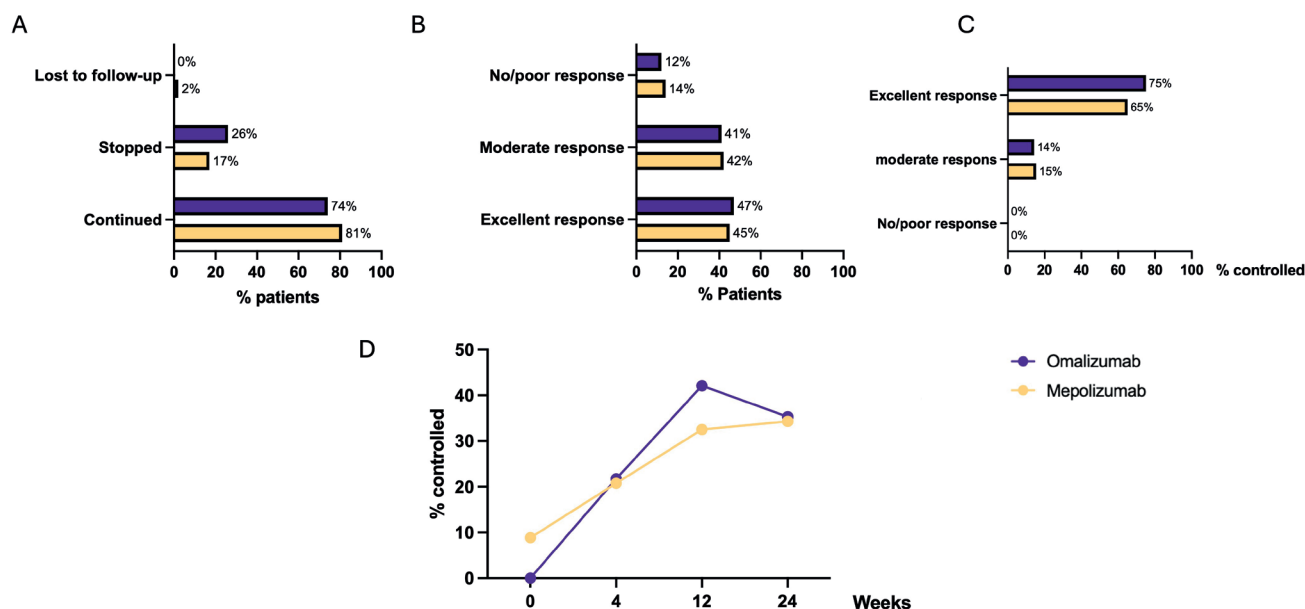 A
Lost to follow-up
0%
2%
Stopped
26%
17%
Continued
74%
81%
0 20 40 60 80 100
% patients
B
No/poor response
12%
14%
Moderate response
41%
42%
Excellent response
47%
45%
0 20 40 60 80 100
% Patients
C
Excellent response
75%
65%
moderate respons
14%
15%
No/poor response
0%
0%
0 20 40 60 80 100 % controlled
D
50
40
30
20
10
0
% controlled
0 4 12 24 Weeks
Omalizumab
Mepolizumab